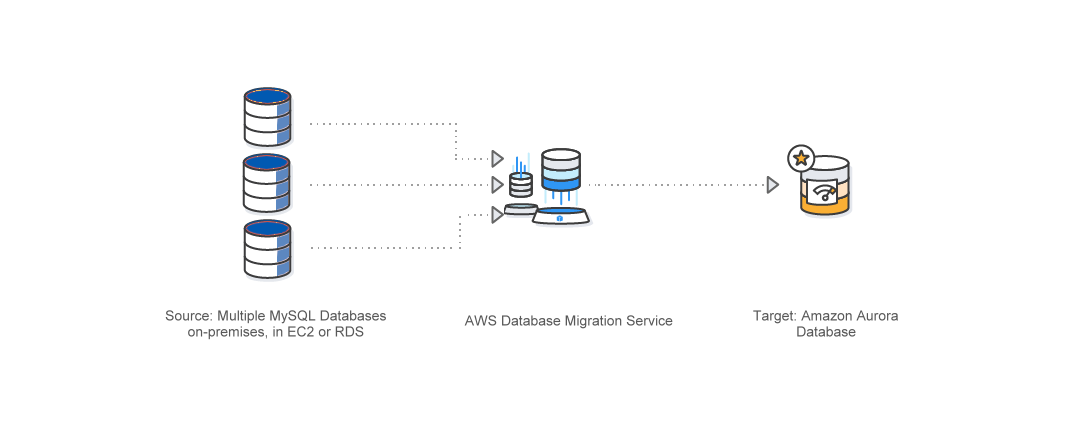 Source: Multiple MySQL Databases
on-premises, in EC2 or RDS
AWS Database Migration Service
Target: Amazon Aurora
Database